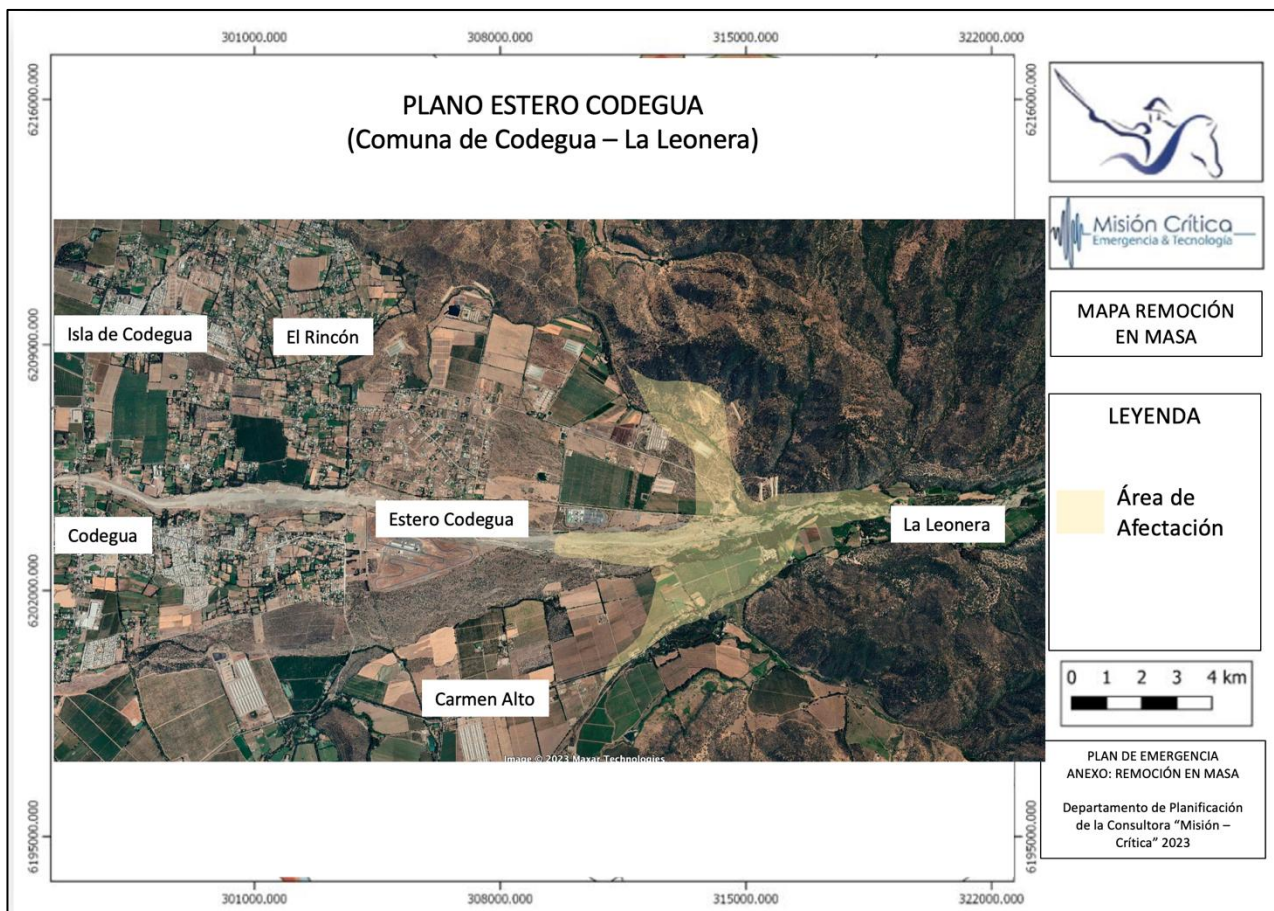 301000.000
308000.000
315000.000
322000.000
6216000.000
6209000.000
6202000.000
6195000.000
PLANO ESTERO CODEGUA
(Comuna de Codegua – La Leonera)
Isla de Codegua
El Rincón
Estero Codegua
Codegua
La Leonera
Carmen Alto
Image © 2023 Maxar Technologies
6216000.000
6209000.000
6202000.000
6195000.000
301000.000
308000.000
315000.000
322000.000
Misión Crítica
Emergencia & Tecnología
MAPA REMOCIÓN
EN MASA
LEYENDA
Área de
Afectación
0 1 2 3 4 km
PLAN DE EMERGENCIA
ANEXO: REMOCIÓN EN MASA
Departamento de Planificación
de la Consultora “Misión –
Crítica” 2023